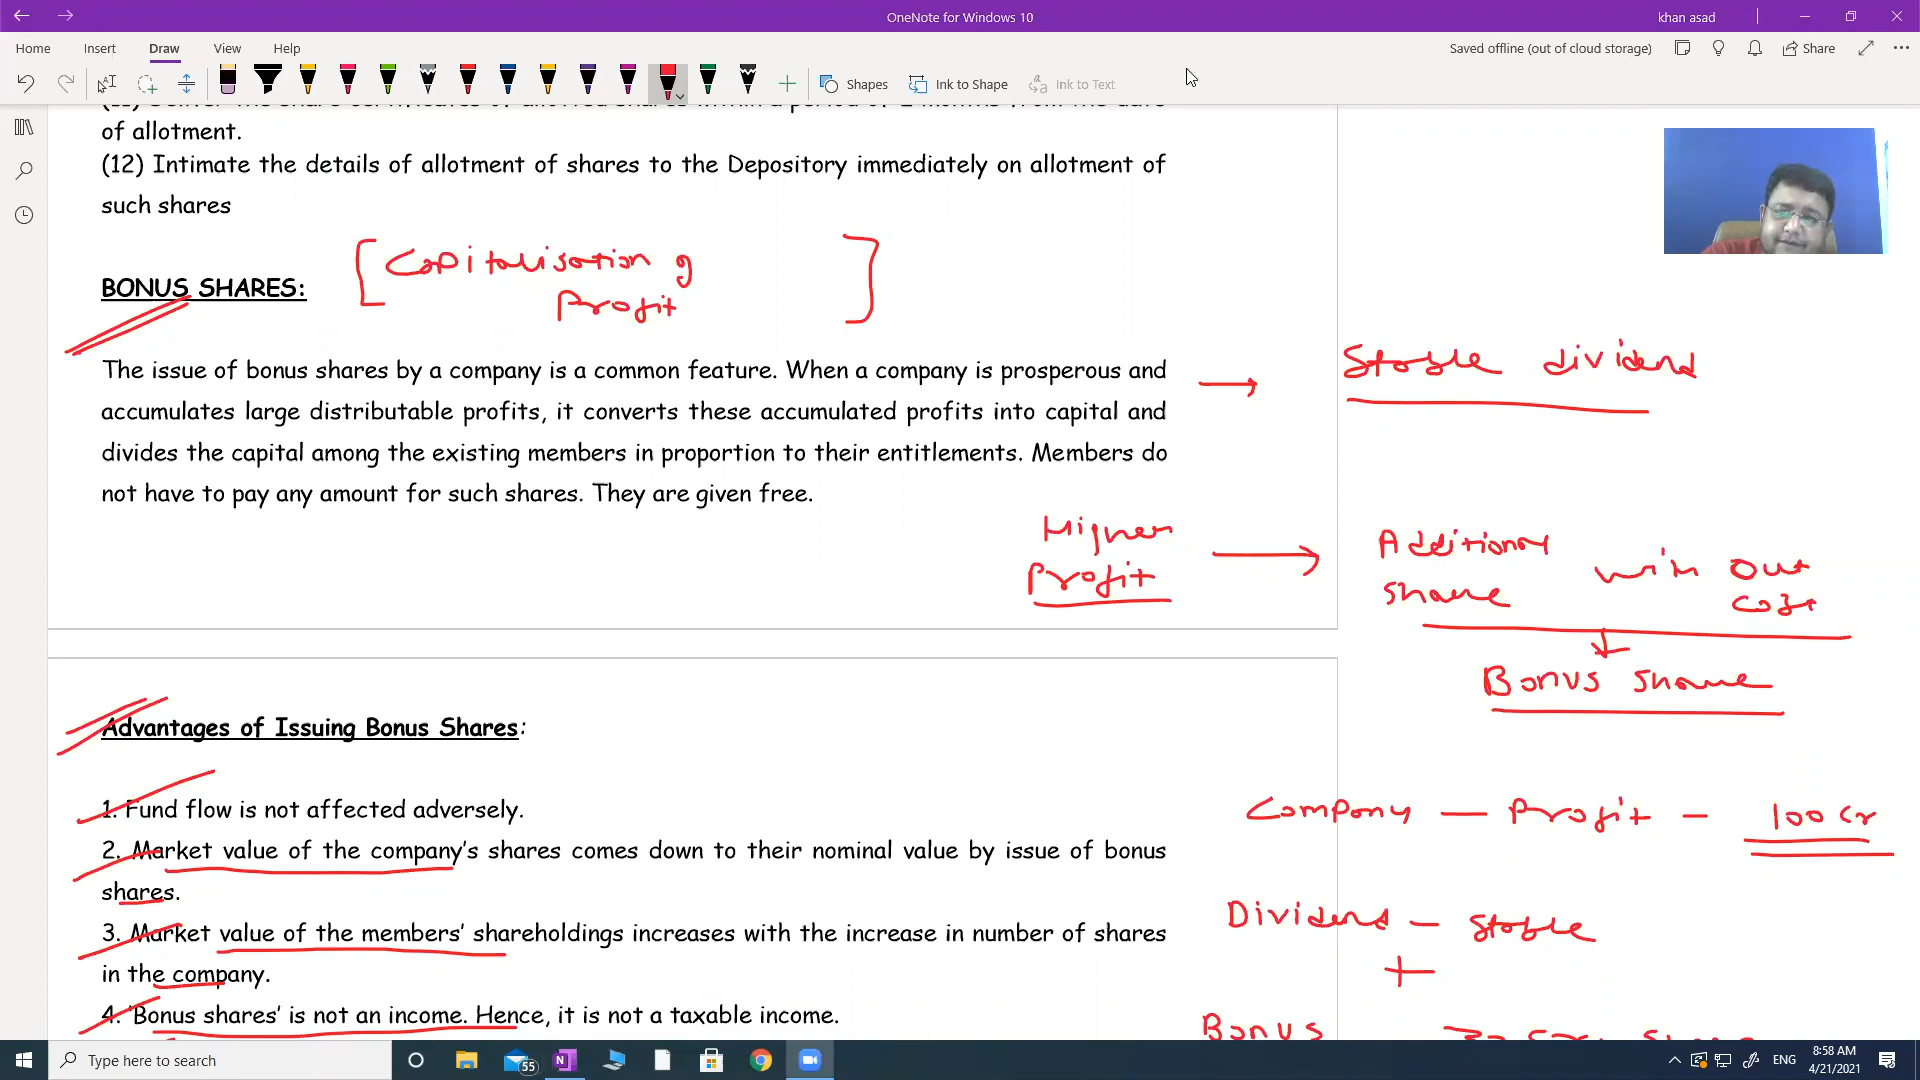 OneNote for Windows 10
khan asad
Home Insert Draw View Help
Saved offline (out of cloud storage)
Share
Shapes
Ink to Shape
Ink to Text
of allotment.
(12) Intimate the details of allotment of shares to the Depository immediately on allotment of
such shares
BONUS SHARES:
Capitalisation of
Profit
The issue of bonus shares by a company is a common feature. When a company is prosperous and
accumulates large distributable profits, it converts these accumulated profits into capital and
divides the capital among the existing members in proportion to their entitlements. Members do
not have to pay any amount for such shares. They are given free.
Stable dividend
Higher
Profit
Additional
share
with out
cost
Bonus share
Advantages of Issuing Bonus Shares:
1. Fund flow is not affected adversely.
2. Market value of the company's shares comes down to their nominal value by issue of bonus
shares.
3. Market value of the members' shareholdings increases with the increase in number of shares
in the company.
4. 'Bonus shares' is not an income. Hence, it is not a taxable income.
Company — Profit — 100 Cr
Dividend — Stable
+
Bonus
Type here to search
55
ENG
8:58 AM
4/21/2021